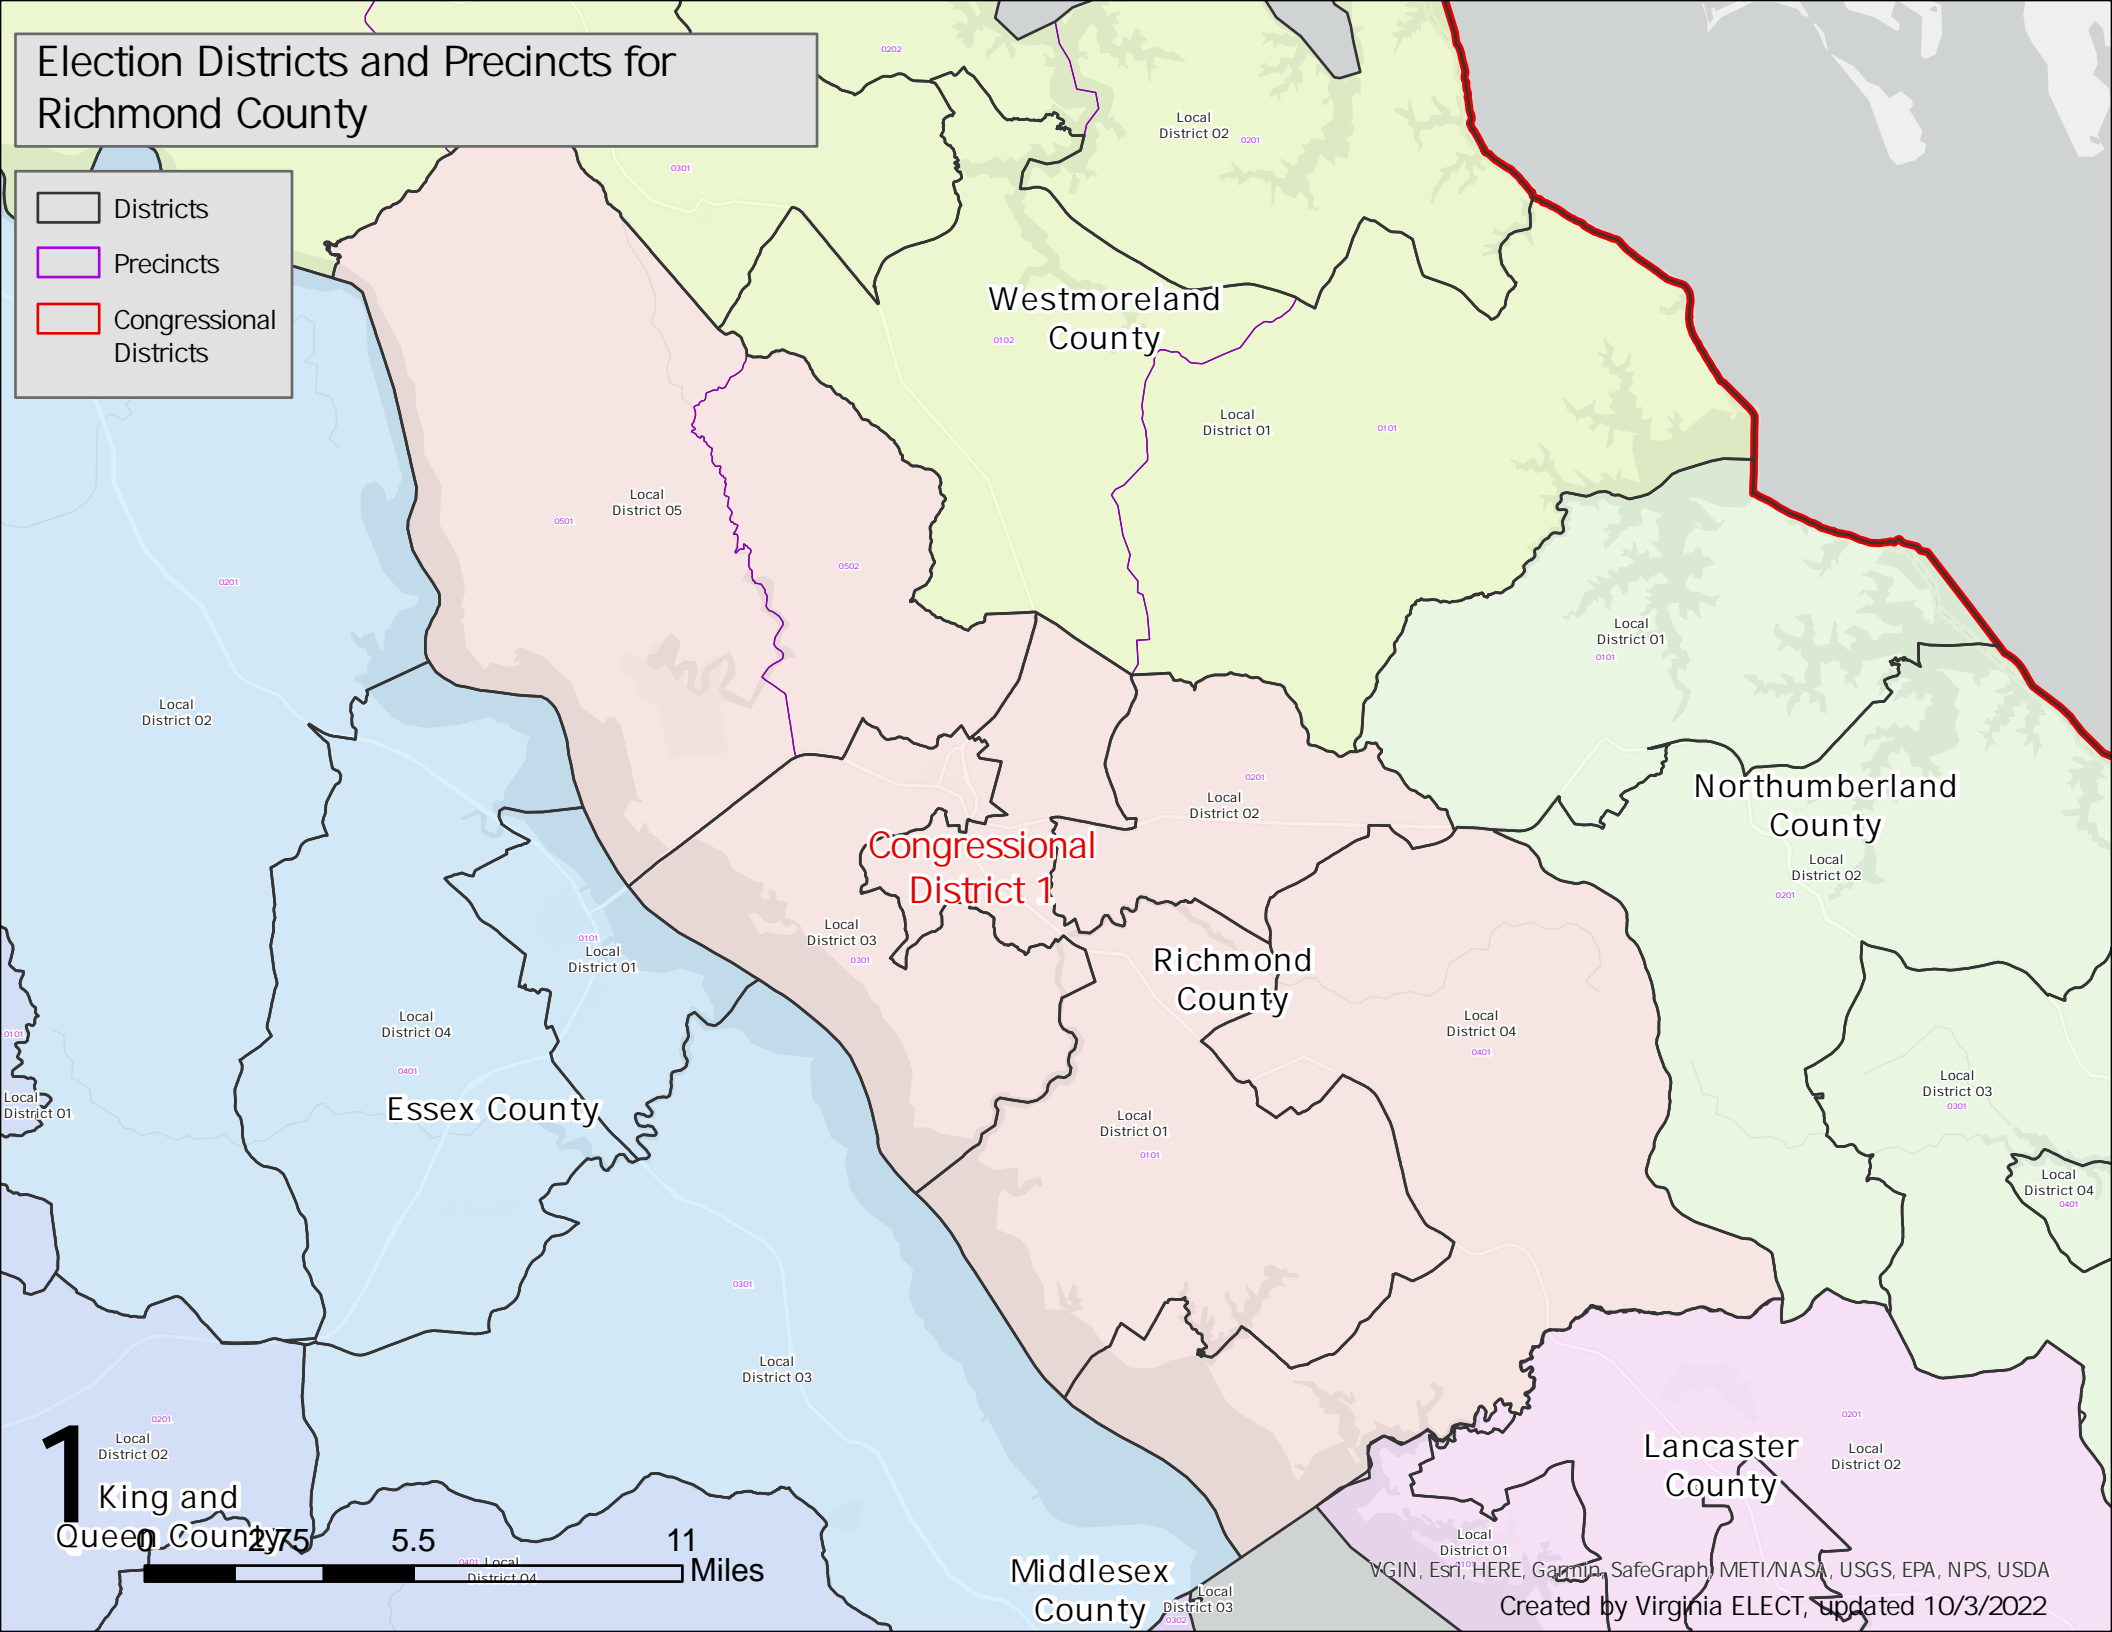 Election Districts and Precincts for
Richmond County
Districts
Precincts
Congressional
Districts
0202
Local
District 02
0201
0301
Westmoreland
County
0102
Local
District 01
0101
Local
District 05
0501
0502
0201
Local
District 02
Local
District 01
0101
Northumberland
County
Local
District 02
0201
0201
Local
District 02
Congressional
District 1
Local
District 03
0301
Richmond
County
Local
District 04
0401
0101
Local
District 01
Local
District 04
0401
Essex County
0101
Local
District 01
Local
District 01
0101
Local
District 03
0301
Local
District 04
0401
0301
Local
District 03
0201
Local
District 02
1
King and
Queen County
0 2.75 5.5 11
Miles
0401 Local
District 04
Middlesex
County
Local
District 03
0302
Lancaster
County
0201
Local
District 02
Local
District 01
VGIN, Esri, HERE, Garmin, SafeGraph, METI/NASA, USGS, EPA, NPS, USDA
Created by Virginia ELECT, updated 10/3/2022